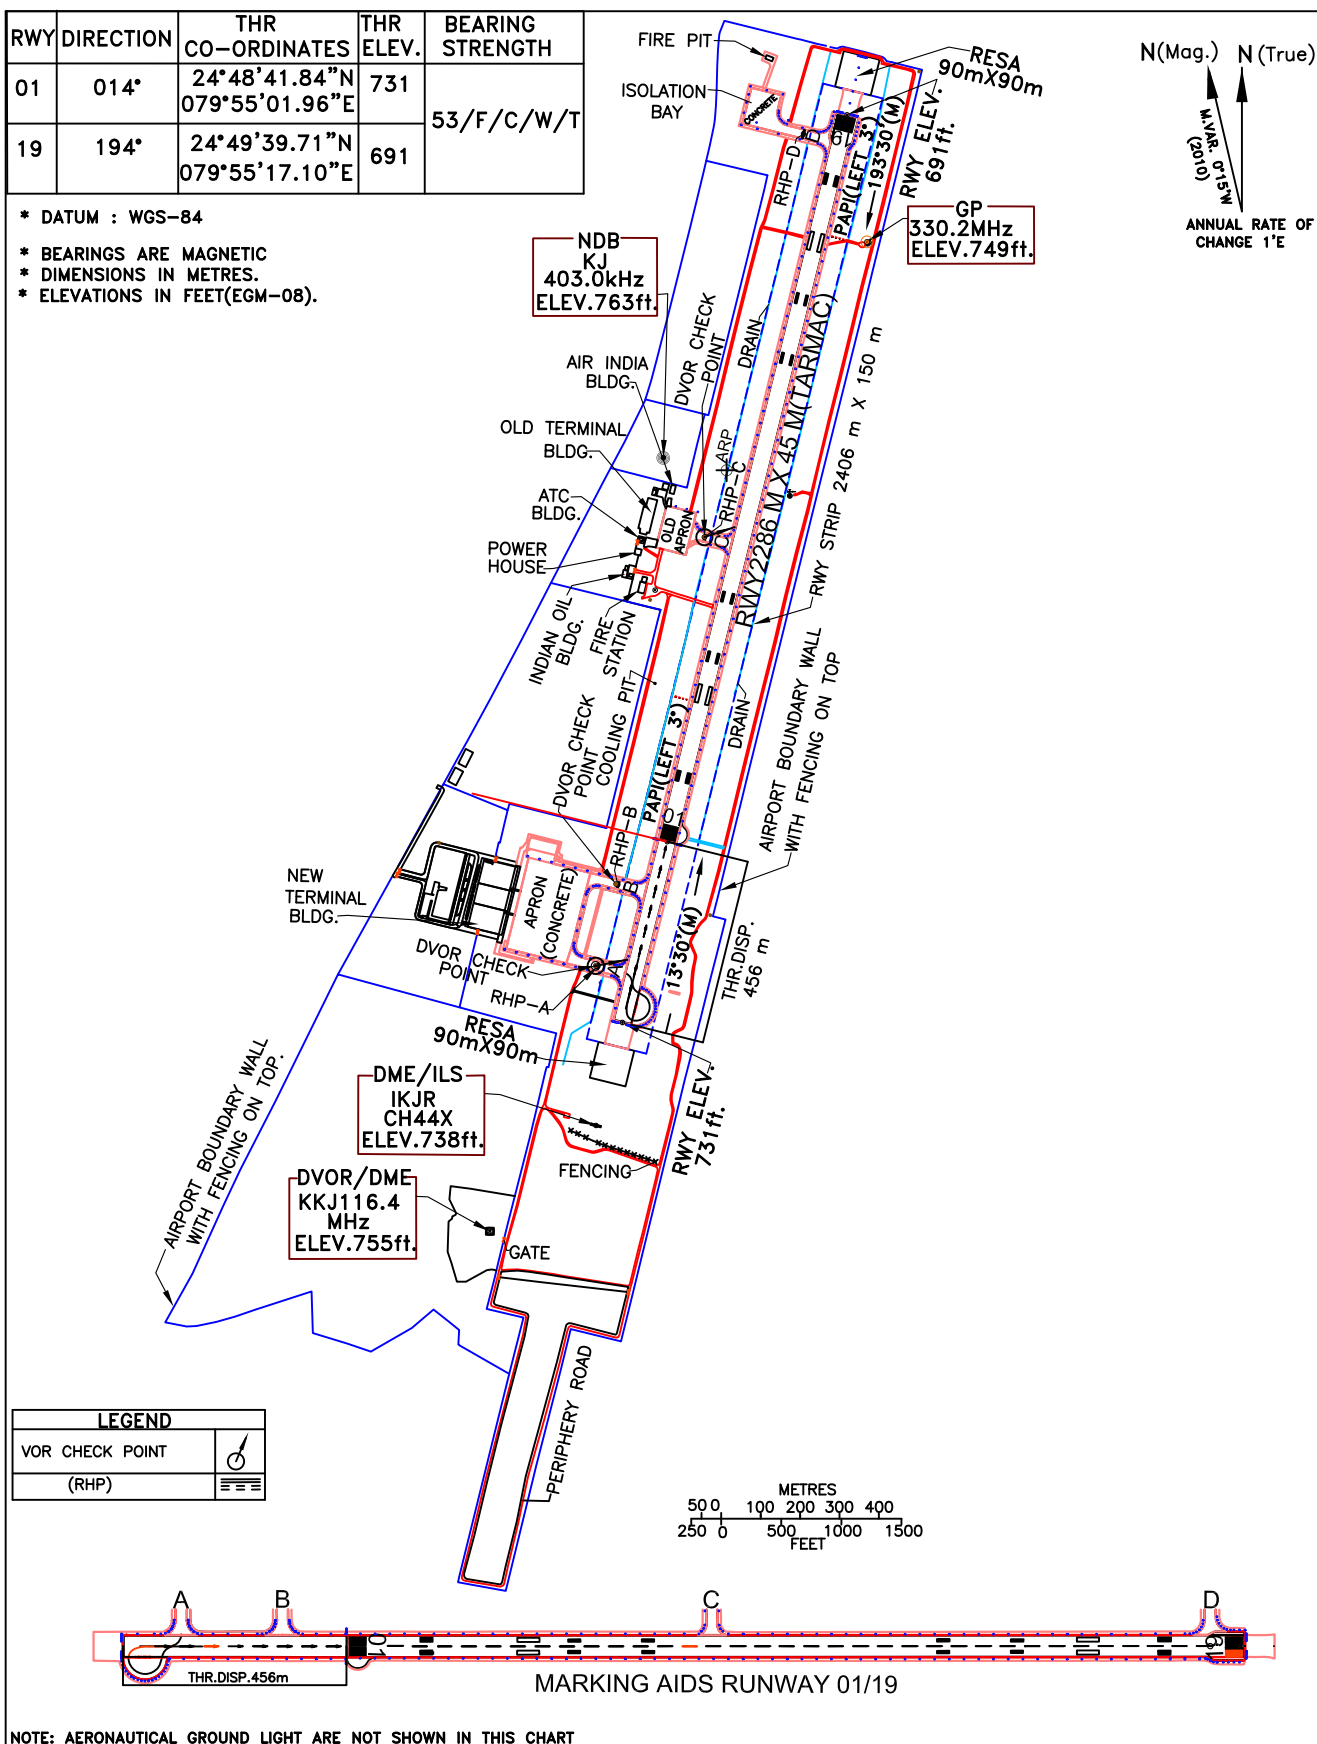 RWY DIRECTION THR CO-ORDINATES THR ELEV. BEARING STRENGTH
01 014° 24°48'41.84"N 079°55'01.96"E 731
53/F/C/W/T
19 194° 24°49'39.71"N 079°55'17.10"E 691
* DATUM : WGS-84
* BEARINGS ARE MAGNETIC
* DIMENSIONS IN METRES.
* ELEVATIONS IN FEET(EGM-08).
N(Mag.) N(True)
M.VAR. 0°15'W
(2010)
ANNUAL RATE OF
CHANGE 1'E
FIRE PIT
ISOLATION
BAY
CONCRETE
RESA
90mX90m
RHP-D
D
19
PAPI(LEFT 3°)
193°30'(M)
RWY ELEV.
691ft.
GP
330.2MHz
ELEV.749ft.
NDB
KJ
403.0kHz
ELEV.763ft.
DVOR CHECK
POINT
DRAIN
AIR INDIA
BLDG.
OLD TERMINAL
BLDG.
ARP
RHP-C
C
RWY2286 M X 45 M(TARMAC)
RWY STRIP 2406 m X 150 m
ATC
BLDG.
OLD
APRON
POWER
HOUSE
INDIAN OIL
BLDG.
FIRE
STATION
COOLING PIT
DVOR CHECK
POINT
PAPI(LEFT 3°)
DRAIN
AIRPORT BOUNDARY WALL
WITH FENCING ON TOP
01
RHP-B
B
NEW
TERMINAL
BLDG.
APRON
(CONCRETE)
DVOR CHECK
POINT
A
RHP-A
13°30'(M)
THR.DISP.
456 m
RESA
90mX90m
DME/ILS
IKJR
CH44X
ELEV.738ft.
RWY ELEV.
731ft.
FENCING
DVOR/DME
KKJ116.4
MHz
ELEV.755ft.
GATE
AIRPORT BOUNDARY WALL
WITH FENCING ON TOP.
PERIPHERY ROAD
LEGEND
VOR CHECK POINT
(RHP)
METRES
50 0 100 200 300 400
250 0 500 1000 1500
FEET
A B C D
01 19
THR.DISP.456m
MARKING AIDS RUNWAY 01/19
NOTE: AERONAUTICAL GROUND LIGHT ARE NOT SHOWN IN THIS CHART